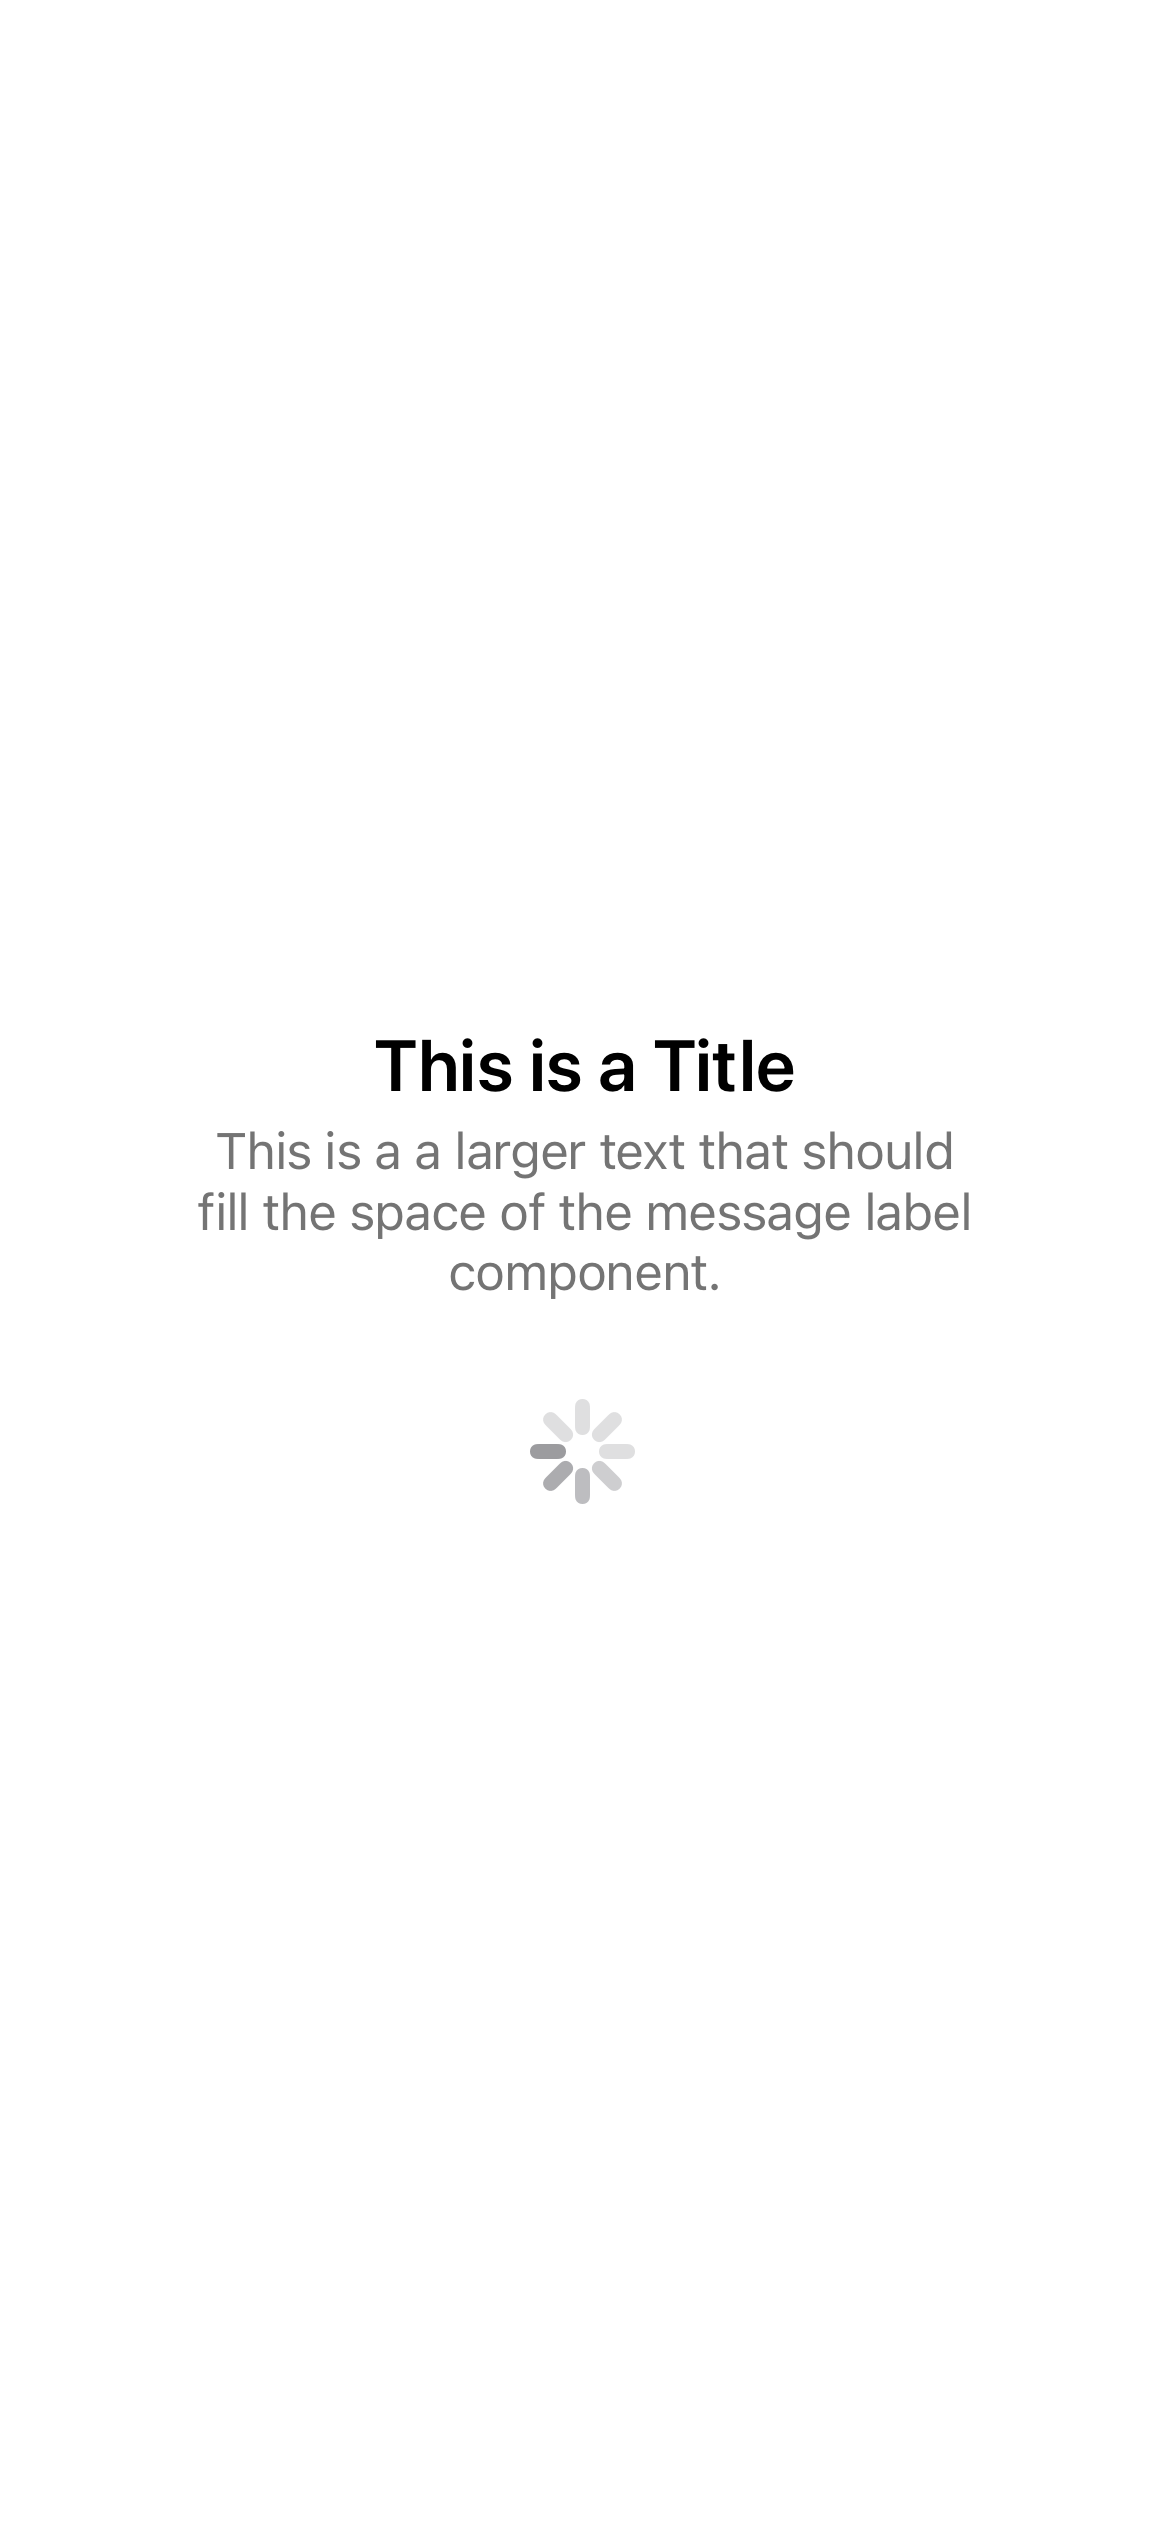 This is a Title
This is a a larger text that should
fill the space of the message label
component.